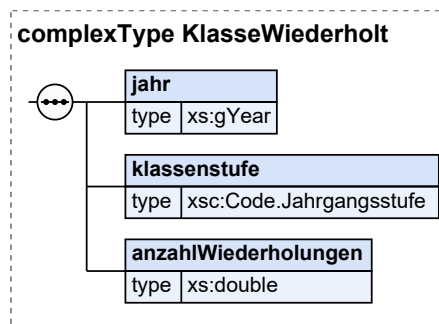 complexType KlasseWiederholt
jahr
type xs:gYear
klassenstufe
type xsc:Code.Jahrgangsstufe
anzahlWiederholungen
type xs:double